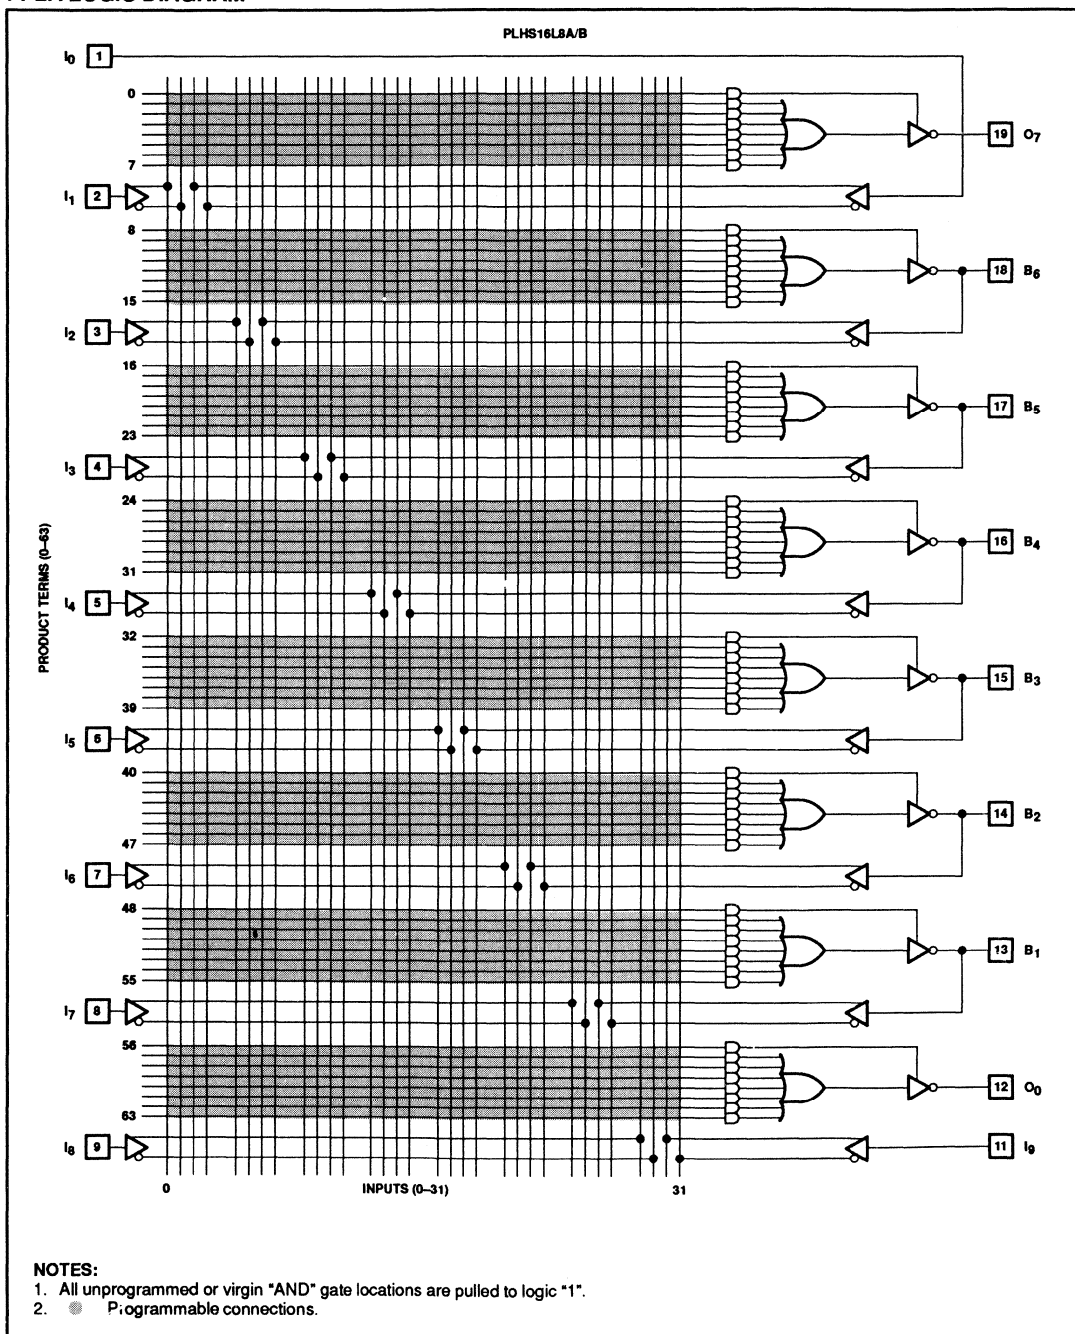 PLHS16L8A/B
I0 1
0
19 O7
7
I1 2
8
18 B6
15
I2 3
16
17 B5
23
I3 4
24
16 B4
31
I4 5
PRODUCT TERMS (0–63)
32
15 B3
39
I5 6
40
14 B2
47
I6 7
48
13 B1
55
I7 8
56
12 O0
63
I8 9
11 I9
0 INPUTS (0–31) 31
NOTES:
1. All unprogrammed or virgin "AND" gate locations are pulled to logic "1".
2. Programmable connections.